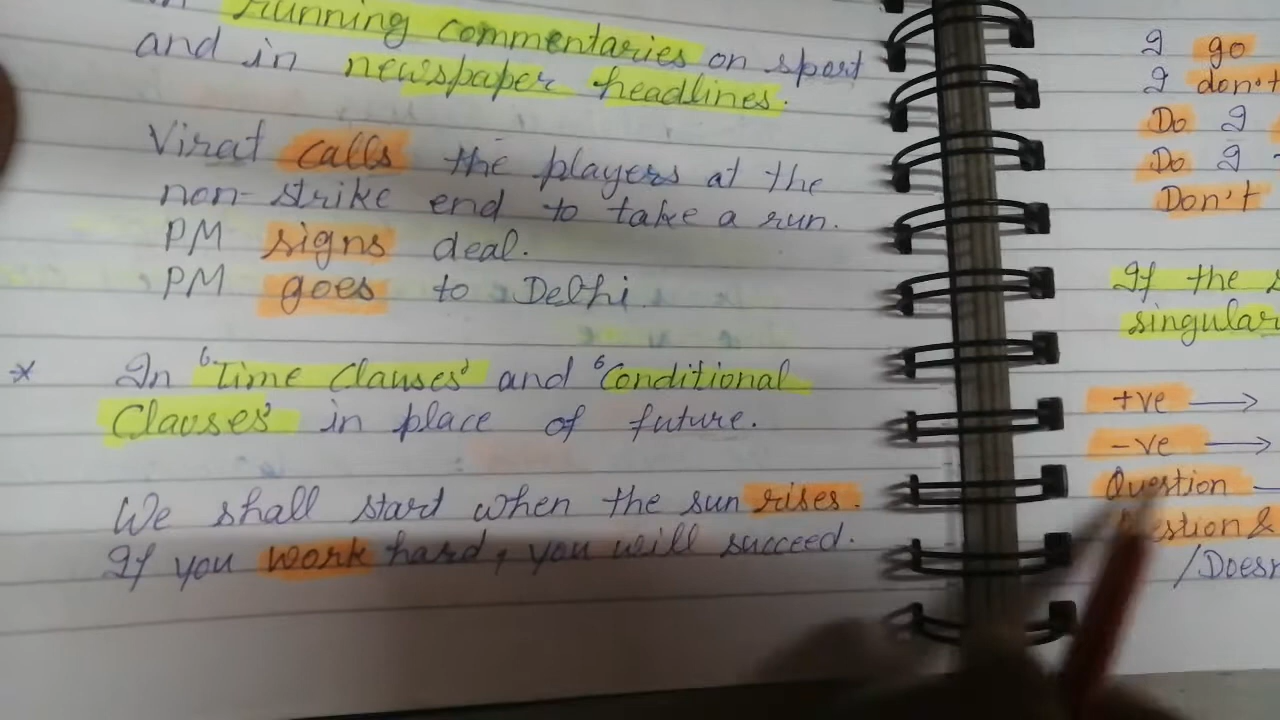 In running commentaries on sport
and in newspaper headlines.
Virat calls the players at the
non-strike end to take a run.
PM signs deal.
PM goes to Delhi
* In 'Time Clauses' and 'Conditional
Clauses' in place of future.
We shall start when the sun rises.
If you work hard, you will succeed.
I go
I don't
Do I
Do I
Don't
If the
singular
+ve →
-ve →
Question
&
/Doesn